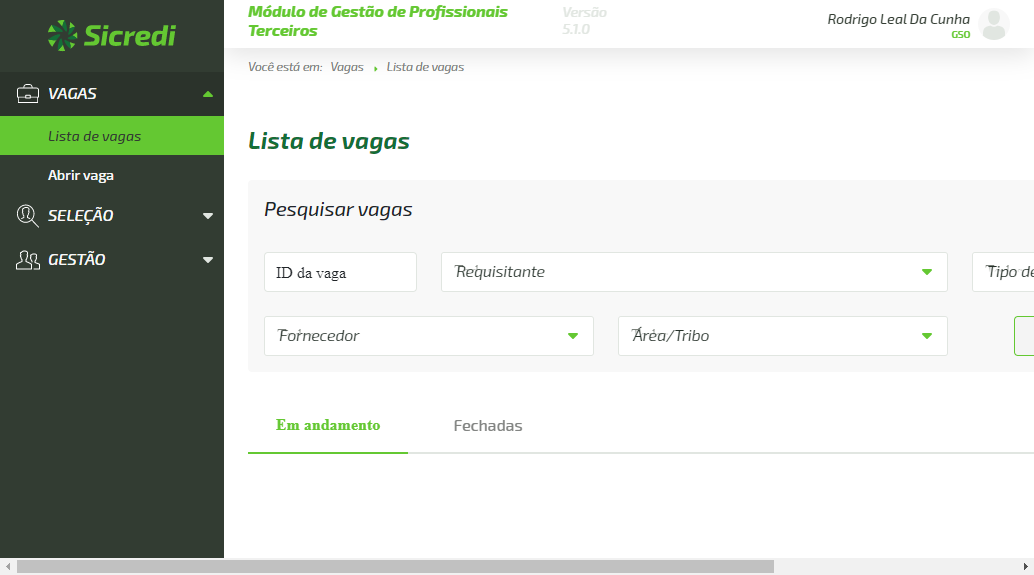 Sicredi
Módulo de Gestão de Profissionais
Terceiros
Versão
5.1.0
Rodrigo Leal Da Cunha
GSO
Você está em: Vagas Lista de vagas
VAGAS
Lista de vagas
Abrir vaga
SELEÇÃO
GESTÃO
Lista de vagas
Pesquisar vagas
ID da vaga
Requisitante
Tipo de
Fornecedor
Área/Tribo
Em andamento
Fechadas